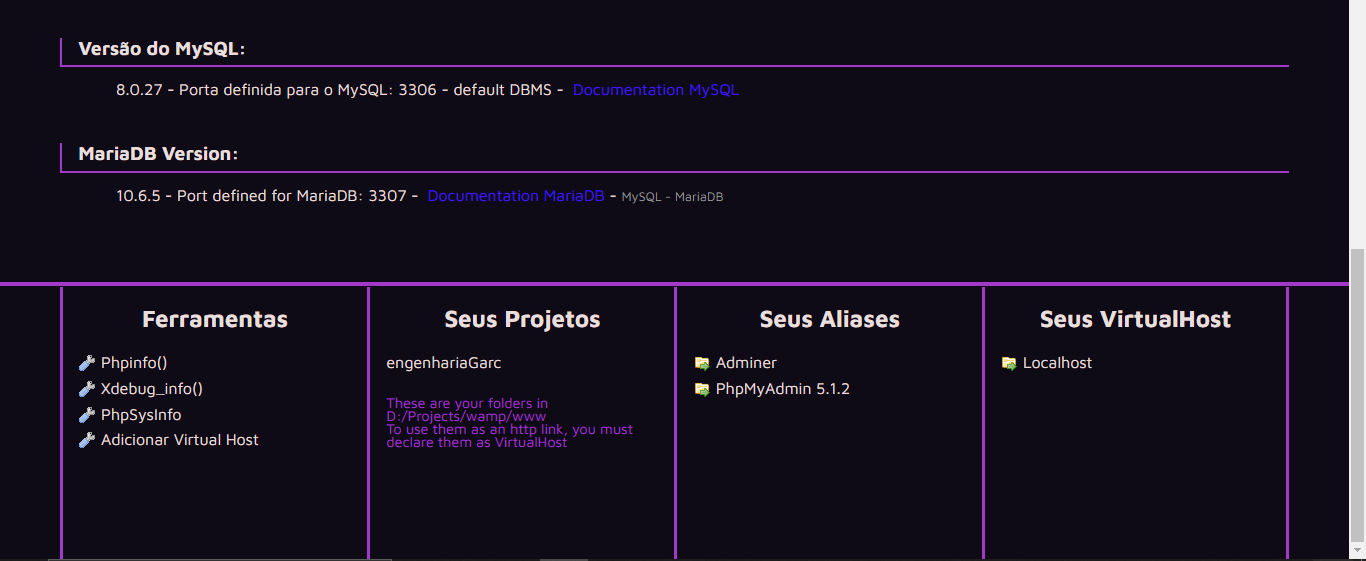 Versão do MySQL:
8.0.27 - Porta definida para o MySQL: 3306 - default DBMS - Documentation MySQL
MariaDB Version:
10.6.5 - Port defined for MariaDB: 3307 - Documentation MariaDB - MySQL - MariaDB
Ferramentas
Phpinfo()
Xdebug_info()
PhpSysInfo
Adicionar Virtual Host
Seus Projetos
engenhariaGarc
These are your folders in
D:/Projects/wamp/www
To use them as an http link, you must
declare them as VirtualHost
Seus Aliases
Adminer
PhpMyAdmin 5.1.2
Seus VirtualHost
Localhost